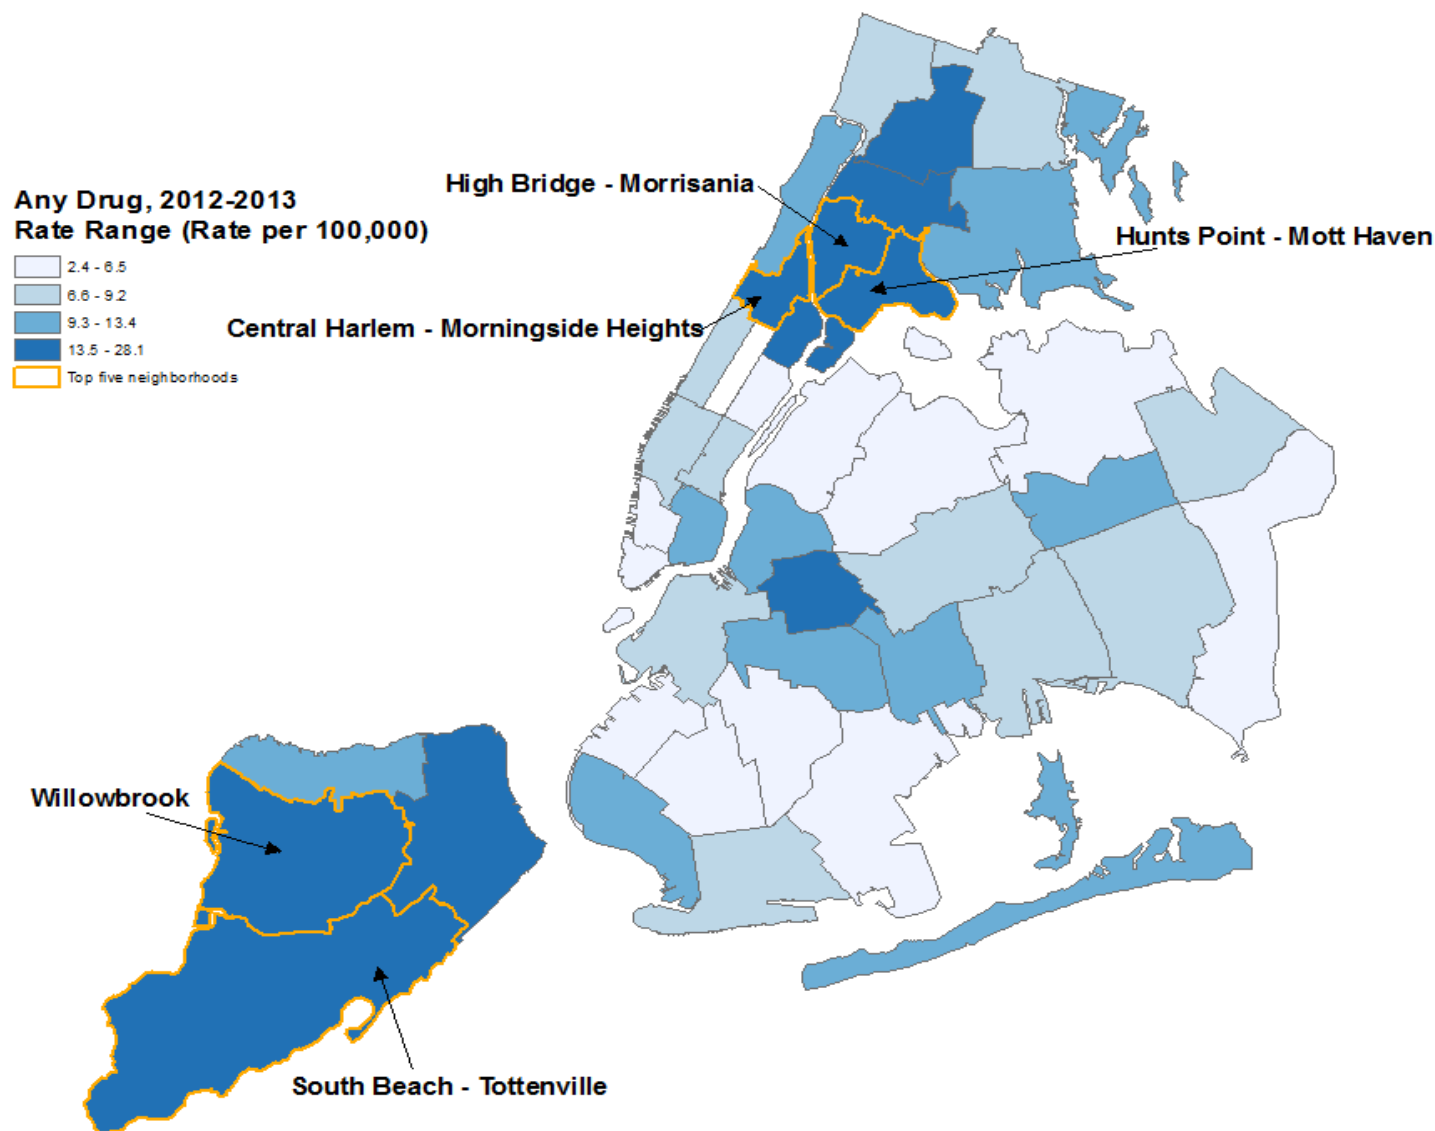 Any Drug, 2012-2013
Rate Range (Rate per 100,000)
2.4 - 6.5
6.6 - 9.2
9.3 - 13.4
13.5 - 28.1
Top five neighborhoods
High Bridge - Morrisania
Hunts Point - Mott Haven
Central Harlem - Morningside Heights
Willowbrook
South Beach - Tottenville